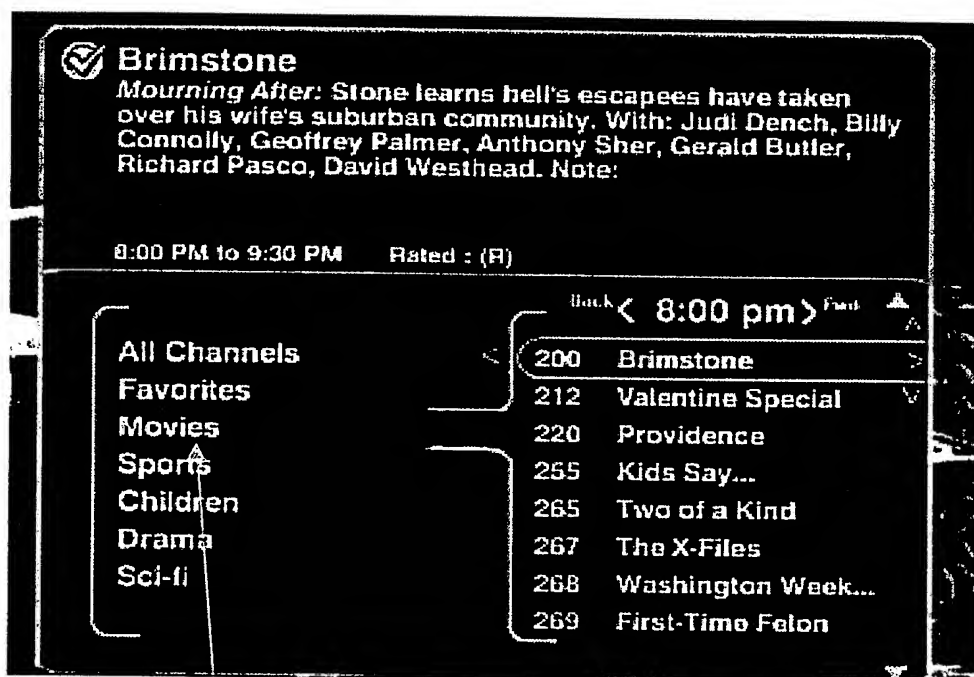 Brimstone
Mourning After: Stone learns hell's escapees have taken
over his wife's suburban community. With: Judi Dench, Billy
Connolly, Geoffrey Palmer, Anthony Sher, Gerald Butler,
Richard Pasco, David Westhead. Note:
8:00 PM to 9:30 PM Rated : (R)
Back < 8:00 pm > Fwd
All Channels
Favorites
Movies
Sports
Children
Drama
Sci-fi
200 Brimstone
212 Valentine Special
220 Providence
255 Kids Say...
265 Two of a Kind
267 The X-Files
268 Washington Week...
269 First-Time Felon